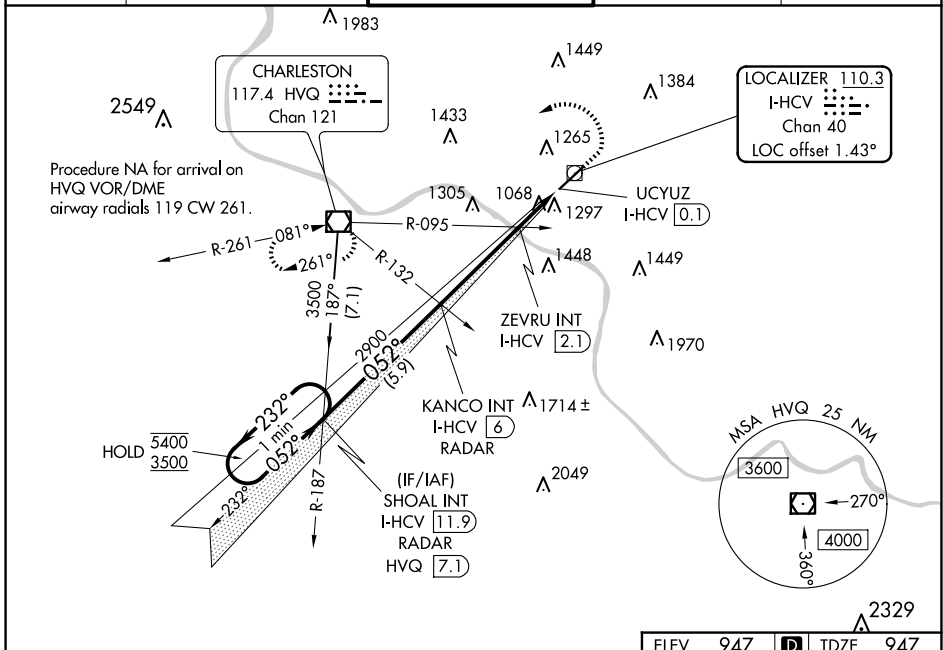 1983
CHARLESTON
117.4 HVQ
Chan 121
2549
1449
1384
1433
1265
LOCALIZER 110.3
I-HCV
Chan 40
LOC offset 1.43°
Procedure NA for arrival on
HVQ VOR/DME
airway radials 119 CW 261.
1305
1068
1297
UCYUZ
I-HCV 0.1
R-095
R-261
081°
261°
R-132
1448
1449
3500
187°
(7.1)
ZEVRU INT
I-HCV 2.1
1970
2900
052°
(5.9)
KANCO INT
I-HCV 6
RADAR
1714 ±
232°
1 min
052°
HOLD 5400
3500
232°
R-187
(IF/IAF)
SHOAL INT
I-HCV 11.9
RADAR
HVQ 7.1
2049
MSA HVQ 25 NM
3600
270°
4000
360°
2329
ELEV 947 D TDZE 947